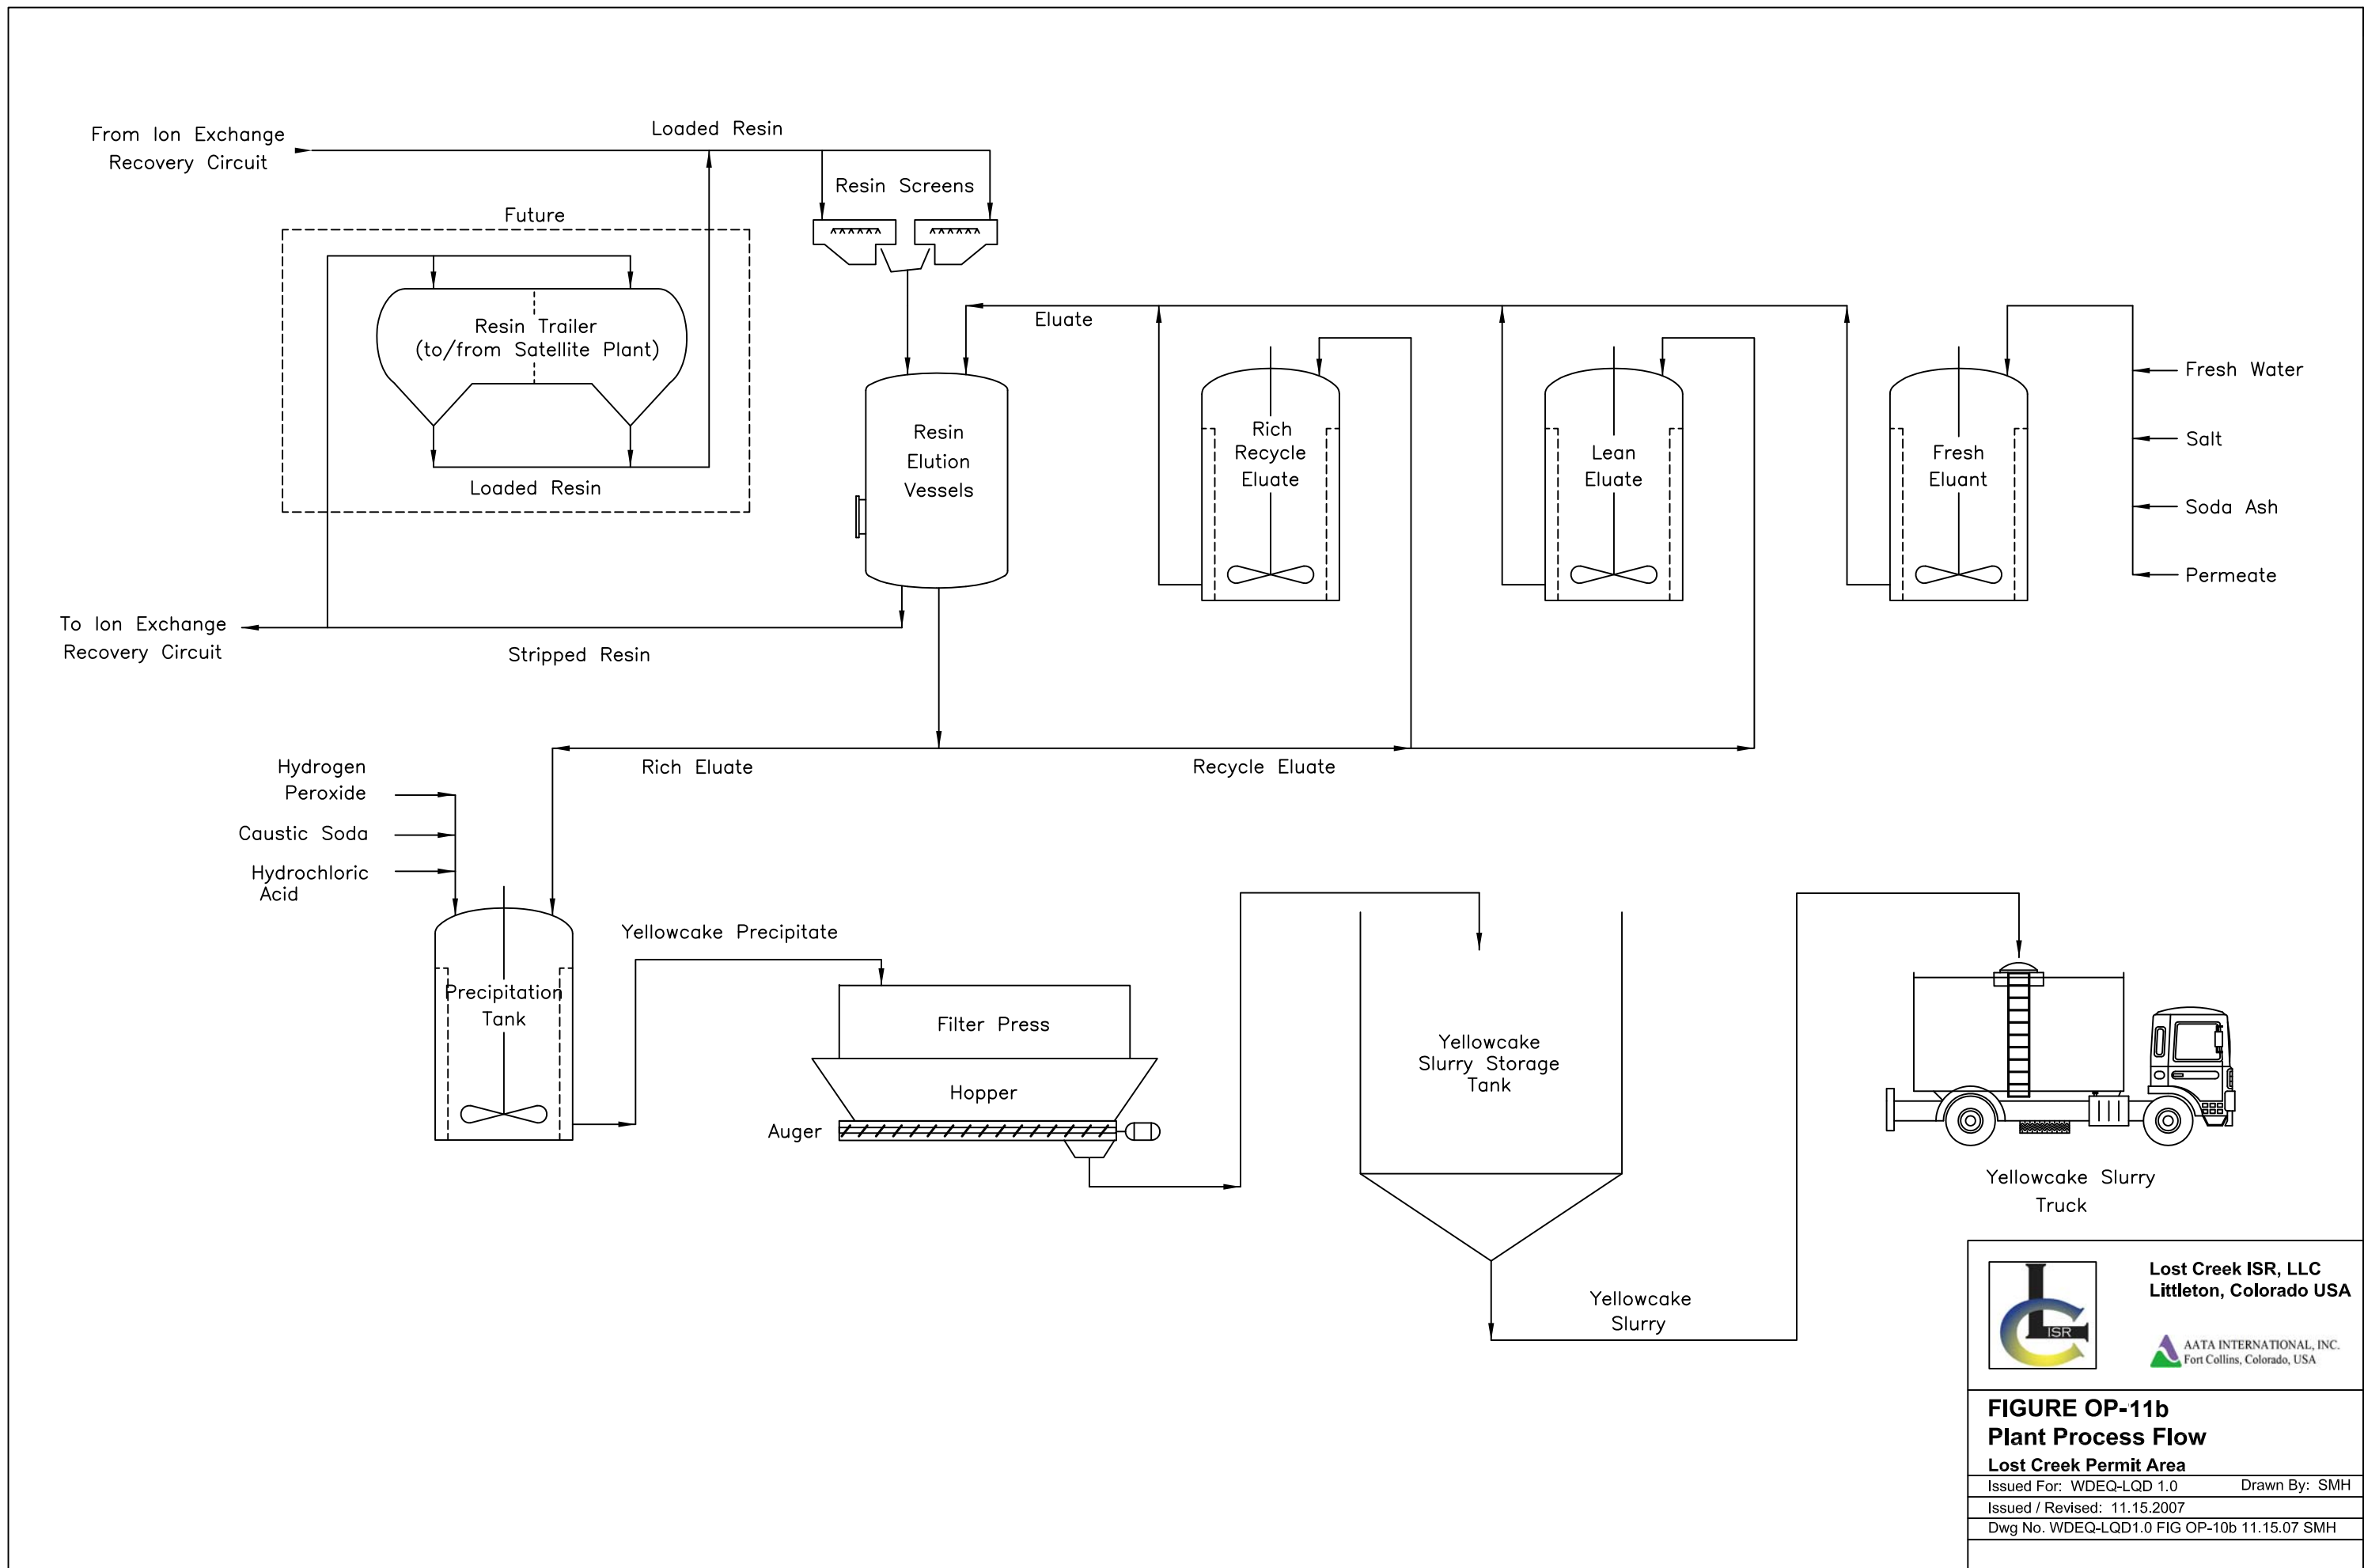 From Ion Exchange
Recovery Circuit
Loaded Resin
Resin Screens
Future
Resin Trailer
(to/from Satellite Plant)
Loaded Resin
Eluate
Resin
Elution
Vessels
Rich
Recycle
Eluate
Lean
Eluate
Fresh
Eluant
Fresh Water
Salt
Soda Ash
Permeate
To Ion Exchange
Recovery Circuit
Stripped Resin
Rich Eluate
Recycle Eluate
Hydrogen
Peroxide
Caustic Soda
Hydrochloric
Acid
Precipitation
Tank
Yellowcake Precipitate
Filter Press
Hopper
Auger
Yellowcake
Slurry Storage
Tank
Yellowcake
Slurry
Yellowcake Slurry
Truck
L C ISR
Lost Creek ISR, LLC
Littleton, Colorado USA
AATA INTERNATIONAL, INC.
Fort Collins, Colorado, USA
FIGURE OP-11b
Plant Process Flow
Lost Creek Permit Area
Issued For: WDEQ-LQD 1.0 Drawn By: SMH
Issued / Revised: 11.15.2007
Dwg No. WDEQ-LQD1.0 FIG OP-10b 11.15.07 SMH